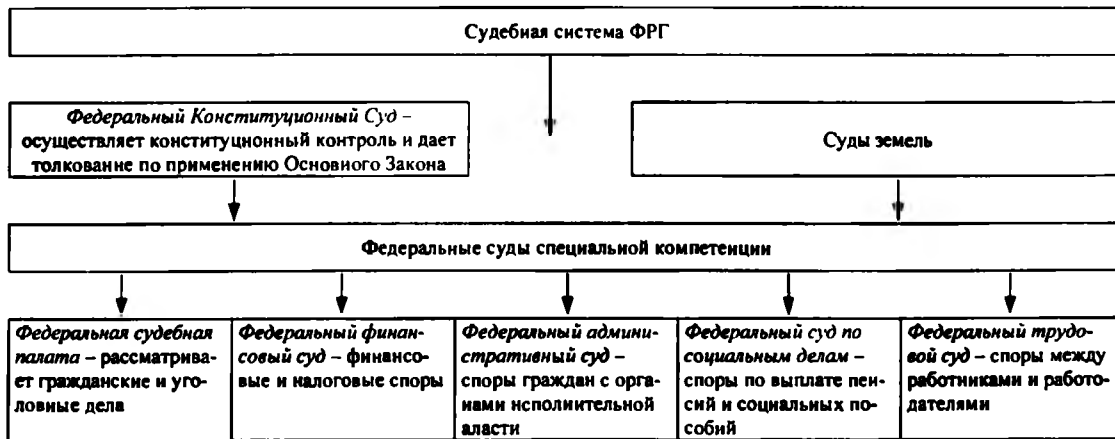 Судебная система ФРГ
Федеральный Конституционный Суд –
осуществляет конституционный контроль и дает
толкование по применению Основного Закона
Суды земель
Федеральные суды специальной компетенции
Федеральная судебная
палата – рассматрива-
ет гражданские и уго-
ловные дела
Федеральный финан-
совый суд – финансо-
вые и налоговые споры
Федеральный админи-
стративный суд –
споры граждан с орга-
нами исполнительной
власти
Федеральный суд по
социальным делам –
споры по выплате пен-
сий и социальных по-
собий
Федеральный трудо-
вой суд – споры между
работниками и работо-
дателями